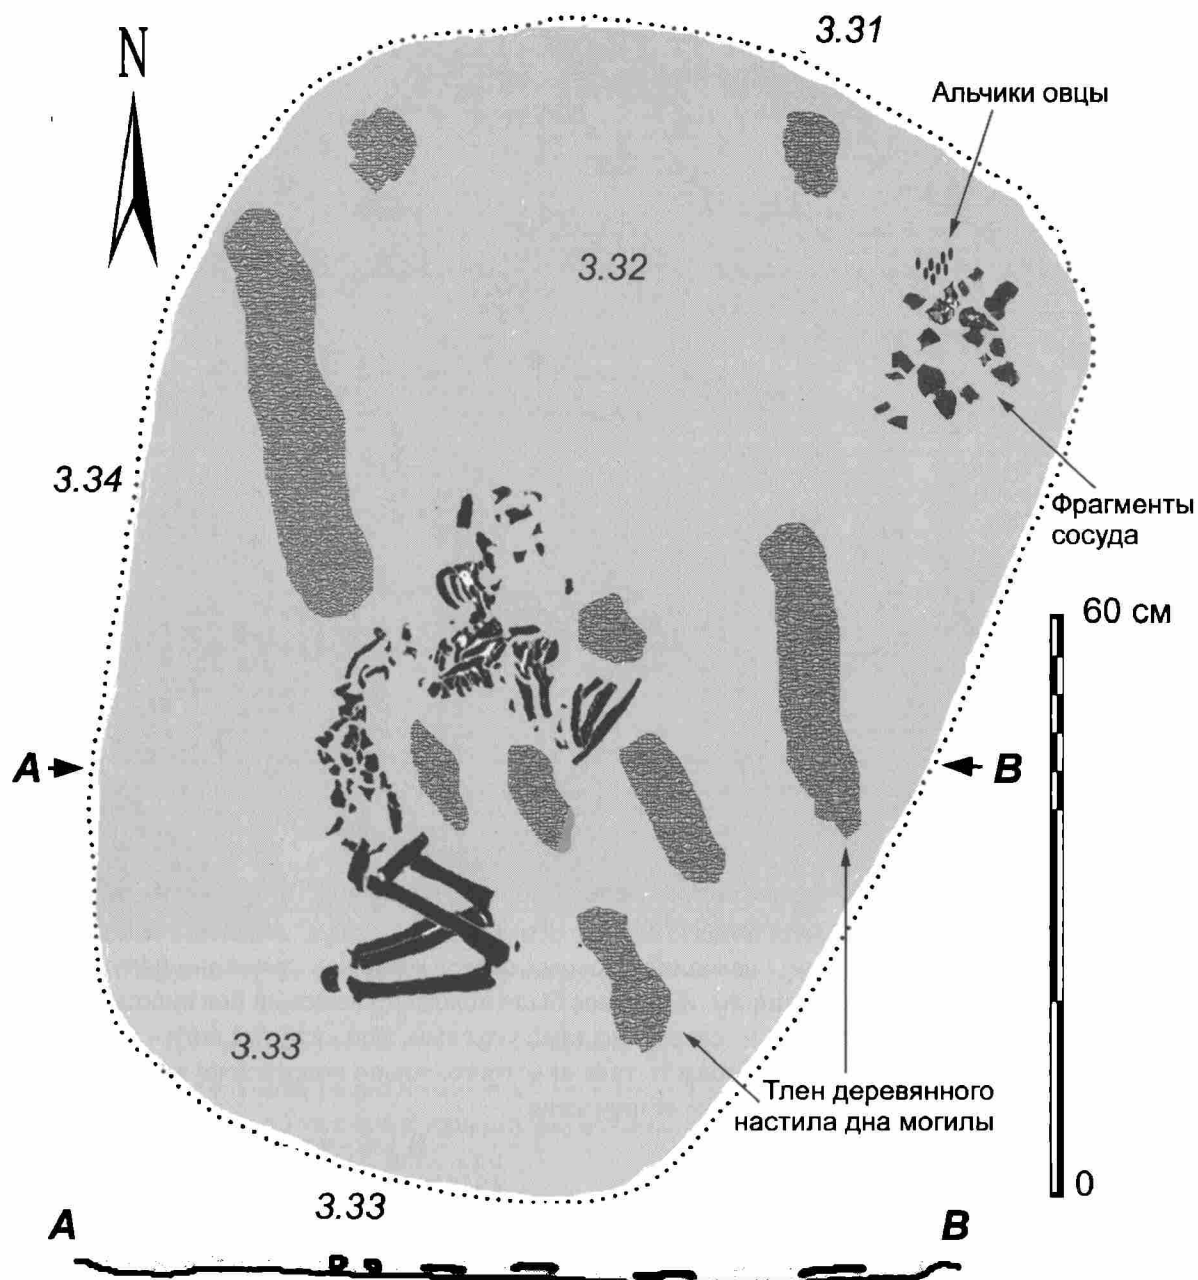 N
3.31
Альчики овцы
3.32
3.34
Фрагменты
сосуда
60 см
A
B
3.33
Тлен деревянного
настила дна могилы
0
3.33
A
B